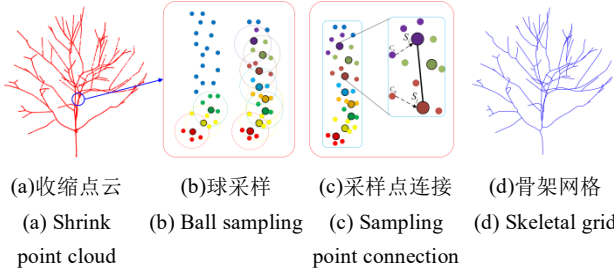 (a)收缩点云 (b)球采样 (c)采样点连接 (d)骨架网格
(a) Shrink (b) Ball sampling (c) Sampling (d) Skeletal grid
point cloud point connection